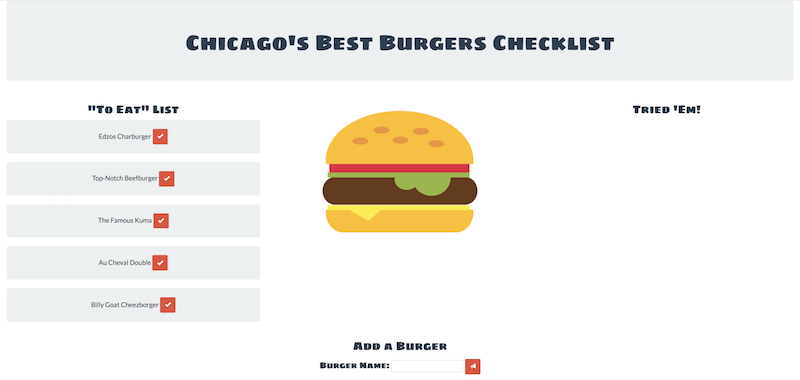 Chicago's Best Burgers Checklist
"To Eat" List
Edzos Charburger
Top-Notch Beefburger
The Famous Kuma
Au Cheval Double
Billy Goat Cheezborger
Tried 'Em!
Add a Burger
Burger Name: